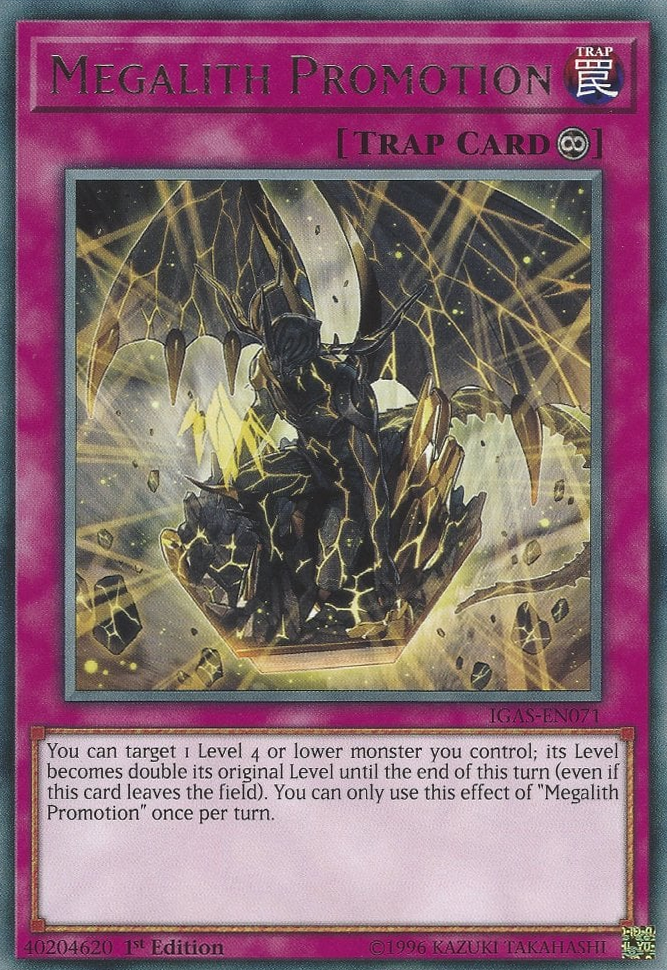 MEGALITH PROMOTION
TRAP
罠
[TRAP CARD]
IGAS-EN071
You can target 1 Level 4 or lower monster you control; its Level
becomes double its original Level until the end of this turn (even if
this card leaves the field). You can only use this effect of "Megalith
Promotion" once per turn.
40204620 1st Edition
©1996 KAZUKI TAKAHASHI